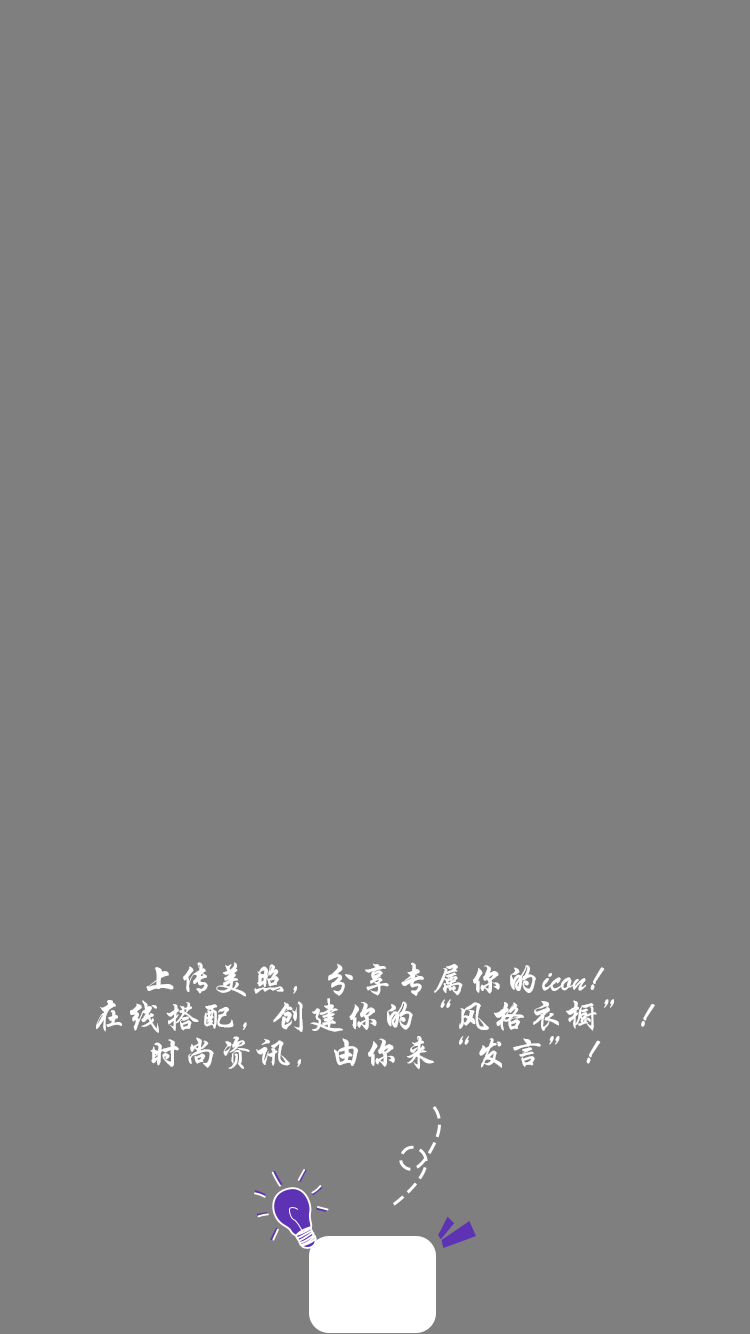 上传美照，分享专属你的icon！
在线搭配，创建你的“风格衣橱”！
时尚资讯，由你来“发言”！